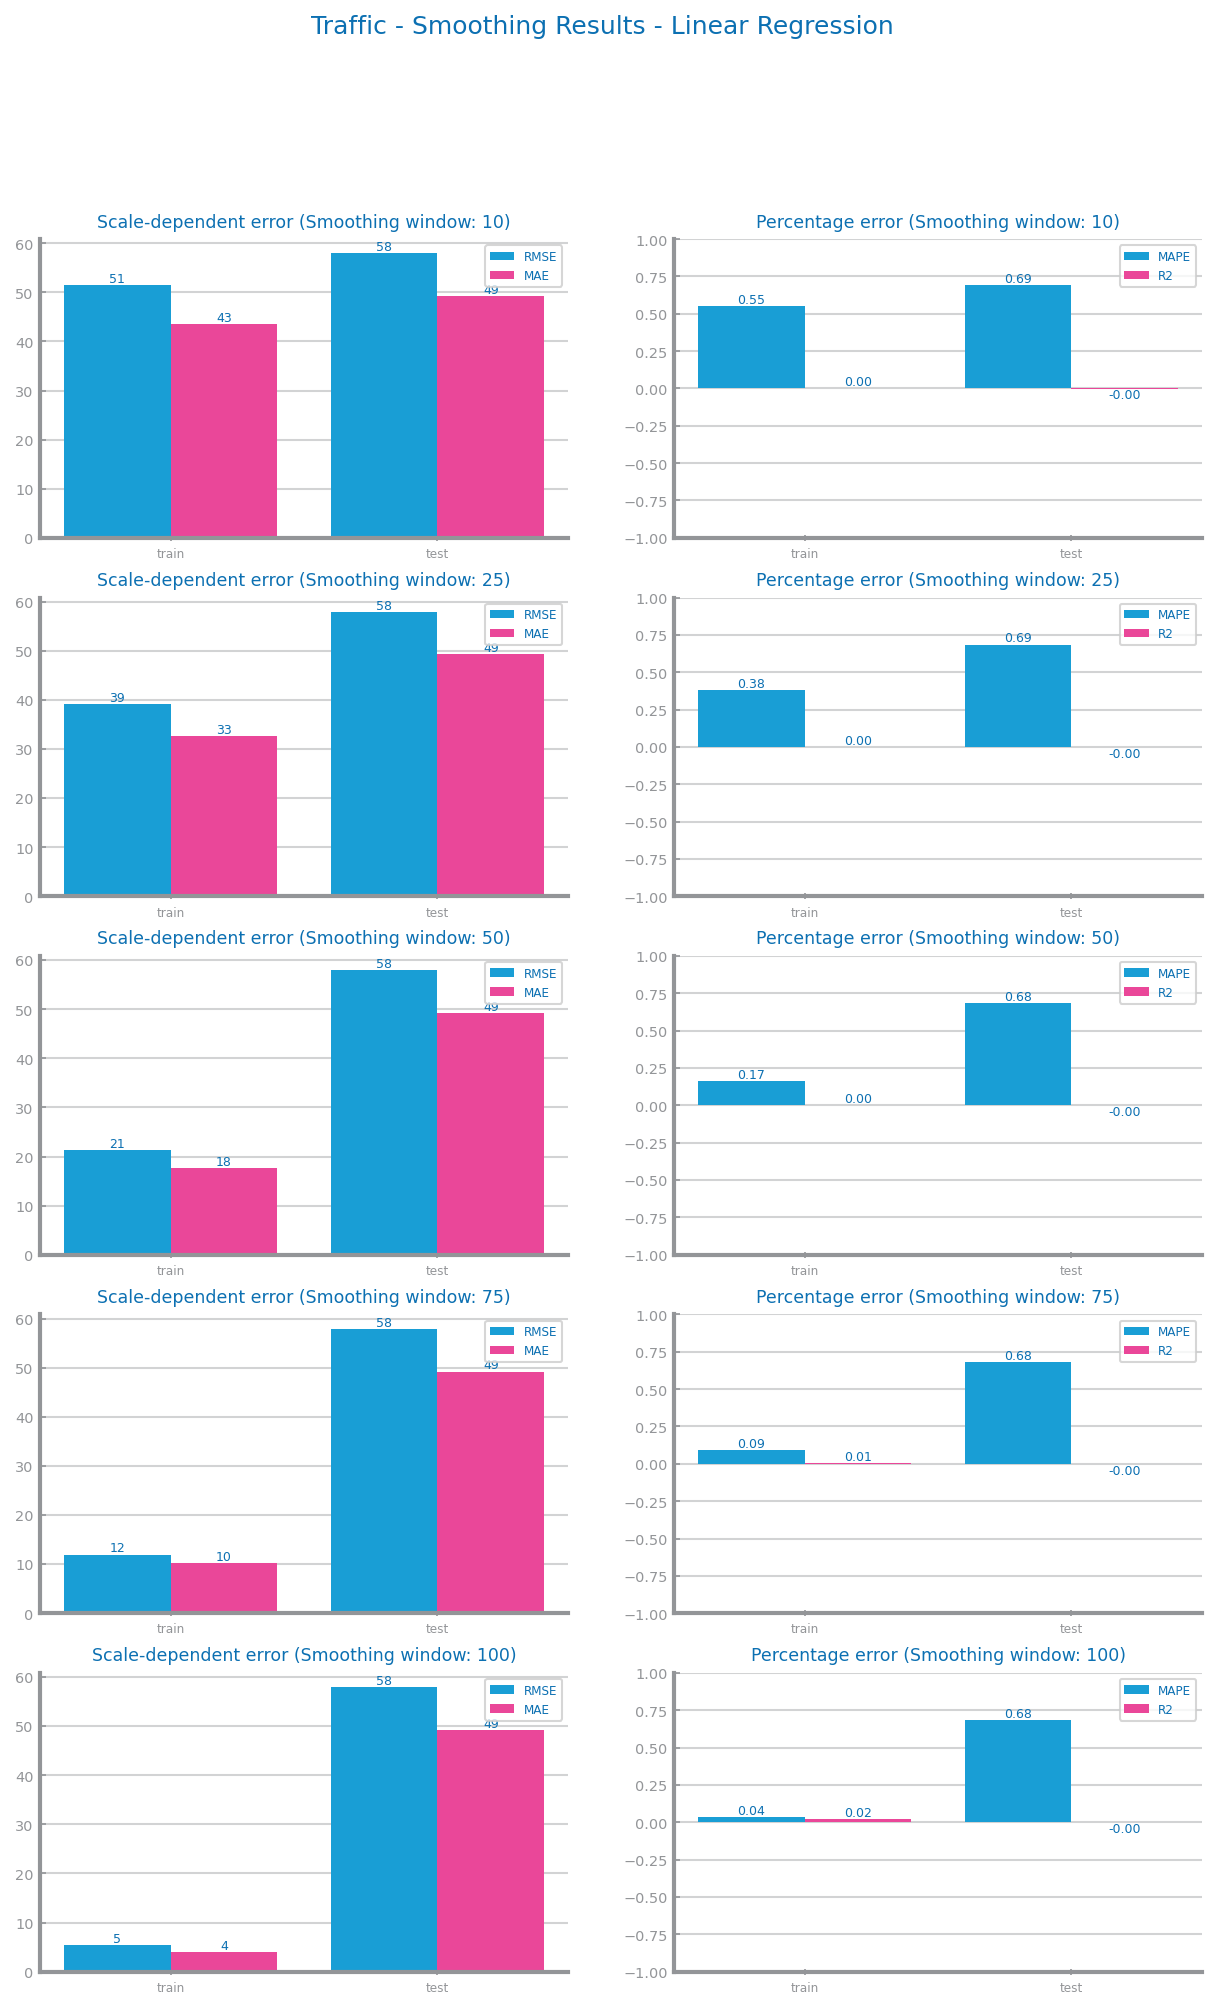 Traffic - Smoothing Results - Linear Regression
Scale-dependent error (Smoothing window: 10)
60
50
40
30
20
10
0
51
43
58
49
RMSE
MAE
train
test
Percentage error (Smoothing window: 10)
1.00
0.75
0.50
0.25
0.00
−0.25
−0.50
−0.75
−1.00
0.55
0.00
0.69
-0.00
MAPE
R2
train
test
Scale-dependent error (Smoothing window: 25)
60
50
40
30
20
10
0
39
33
58
49
RMSE
MAE
train
test
Percentage error (Smoothing window: 25)
1.00
0.75
0.50
0.25
0.00
−0.25
−0.50
−0.75
−1.00
0.38
0.00
0.69
-0.00
MAPE
R2
train
test
Scale-dependent error (Smoothing window: 50)
60
50
40
30
20
10
0
21
18
58
49
RMSE
MAE
train
test
Percentage error (Smoothing window: 50)
1.00
0.75
0.50
0.25
0.00
−0.25
−0.50
−0.75
−1.00
0.17
0.00
0.68
-0.00
MAPE
R2
train
test
Scale-dependent error (Smoothing window: 75)
60
50
40
30
20
10
0
12
10
58
49
RMSE
MAE
train
test
Percentage error (Smoothing window: 75)
1.00
0.75
0.50
0.25
0.00
−0.25
−0.50
−0.75
−1.00
0.09
0.01
0.68
-0.00
MAPE
R2
train
test
Scale-dependent error (Smoothing window: 100)
60
50
40
30
20
10
0
5
4
58
49
RMSE
MAE
train
test
Percentage error (Smoothing window: 100)
1.00
0.75
0.50
0.25
0.00
−0.25
−0.50
−0.75
−1.00
0.04
0.02
0.68
-0.00
MAPE
R2
train
test